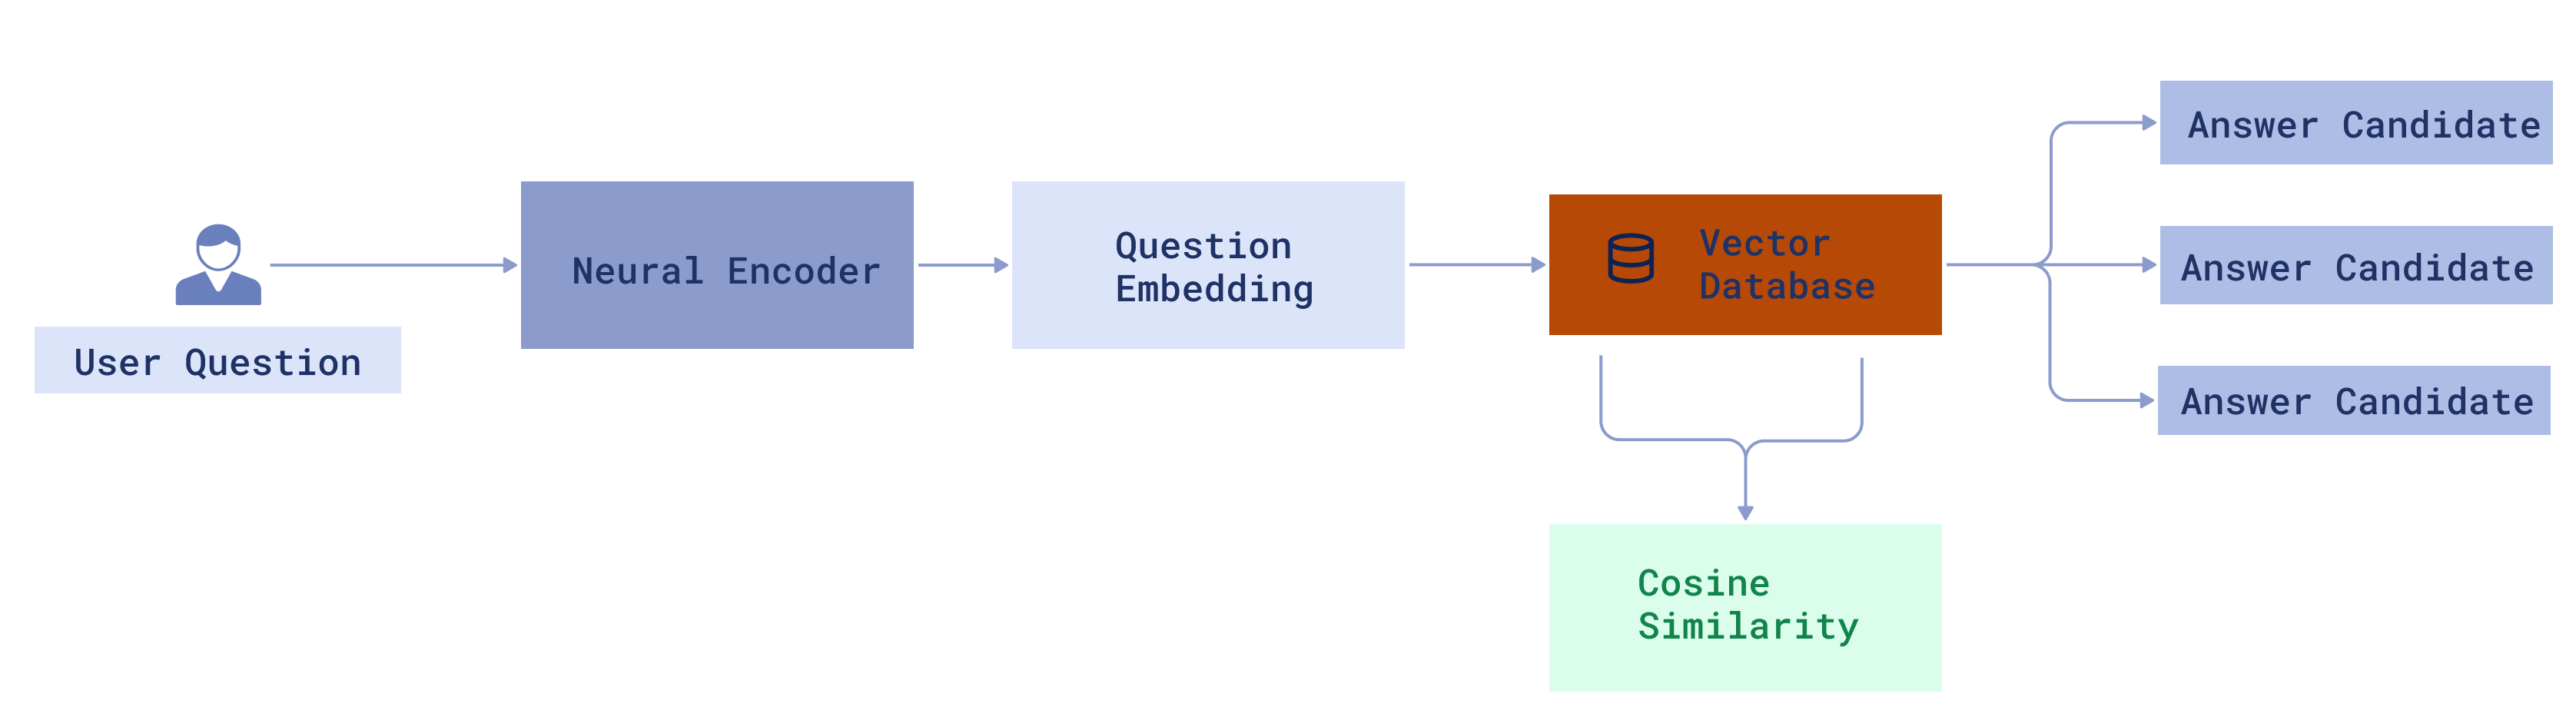 User Question
Neural Encoder
Question
Embedding
Vector
Database
Cosine
Similarity
Answer Candidate
Answer Candidate
Answer Candidate